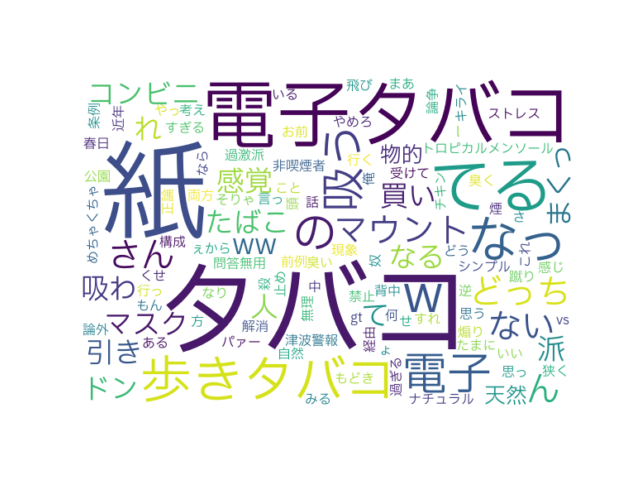 コンビニ
電子タバコ
飛び
まあ
いる
論争
一
キライ
ストレス
条例
近年
やっ
考え
れ
お前
やめろ
春日
すぎる
過激派
なら
行く
物的
トロピカルメンソール
まくっ
紙
吸っ
てる
非喫煙者
感覚
受けて
チキン
臭く
公園
めちゃくちゃ
両方
そりゃ
こと
言っ
俺
買い
煙
さ
たばこ
話
の
マウント
なっ
さん
構成
ww
えから
現象
奴
なる
どう
これ
くせ
問答無用
前例
臭い
シンプル
蹴り
感じ
吸わ
行っ
なり
タバコ
人
殺
止め
無理
中
禁止
背中
w
逆
どっち
もん
論外
マスク
方
解消
津波警報
て
gt
何
せ
すれ
思う
煽り
ない
vs
引き
ある
パァー
自然
経由
ょ
たまに
いい
派
ドン
歩きタバコ
もどき
過ぎる
電子
思っ
狭く
みる
ナチュラル
天然
ん